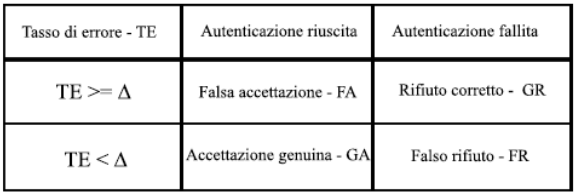 Tasso di errore - TE Autenticazione riuscita Autenticazione fallita
TE >= Δ Falsa accettazione - FA Rifiuto corretto - GR
TE < Δ Accettazione genuina - GA Falso rifiuto - FR